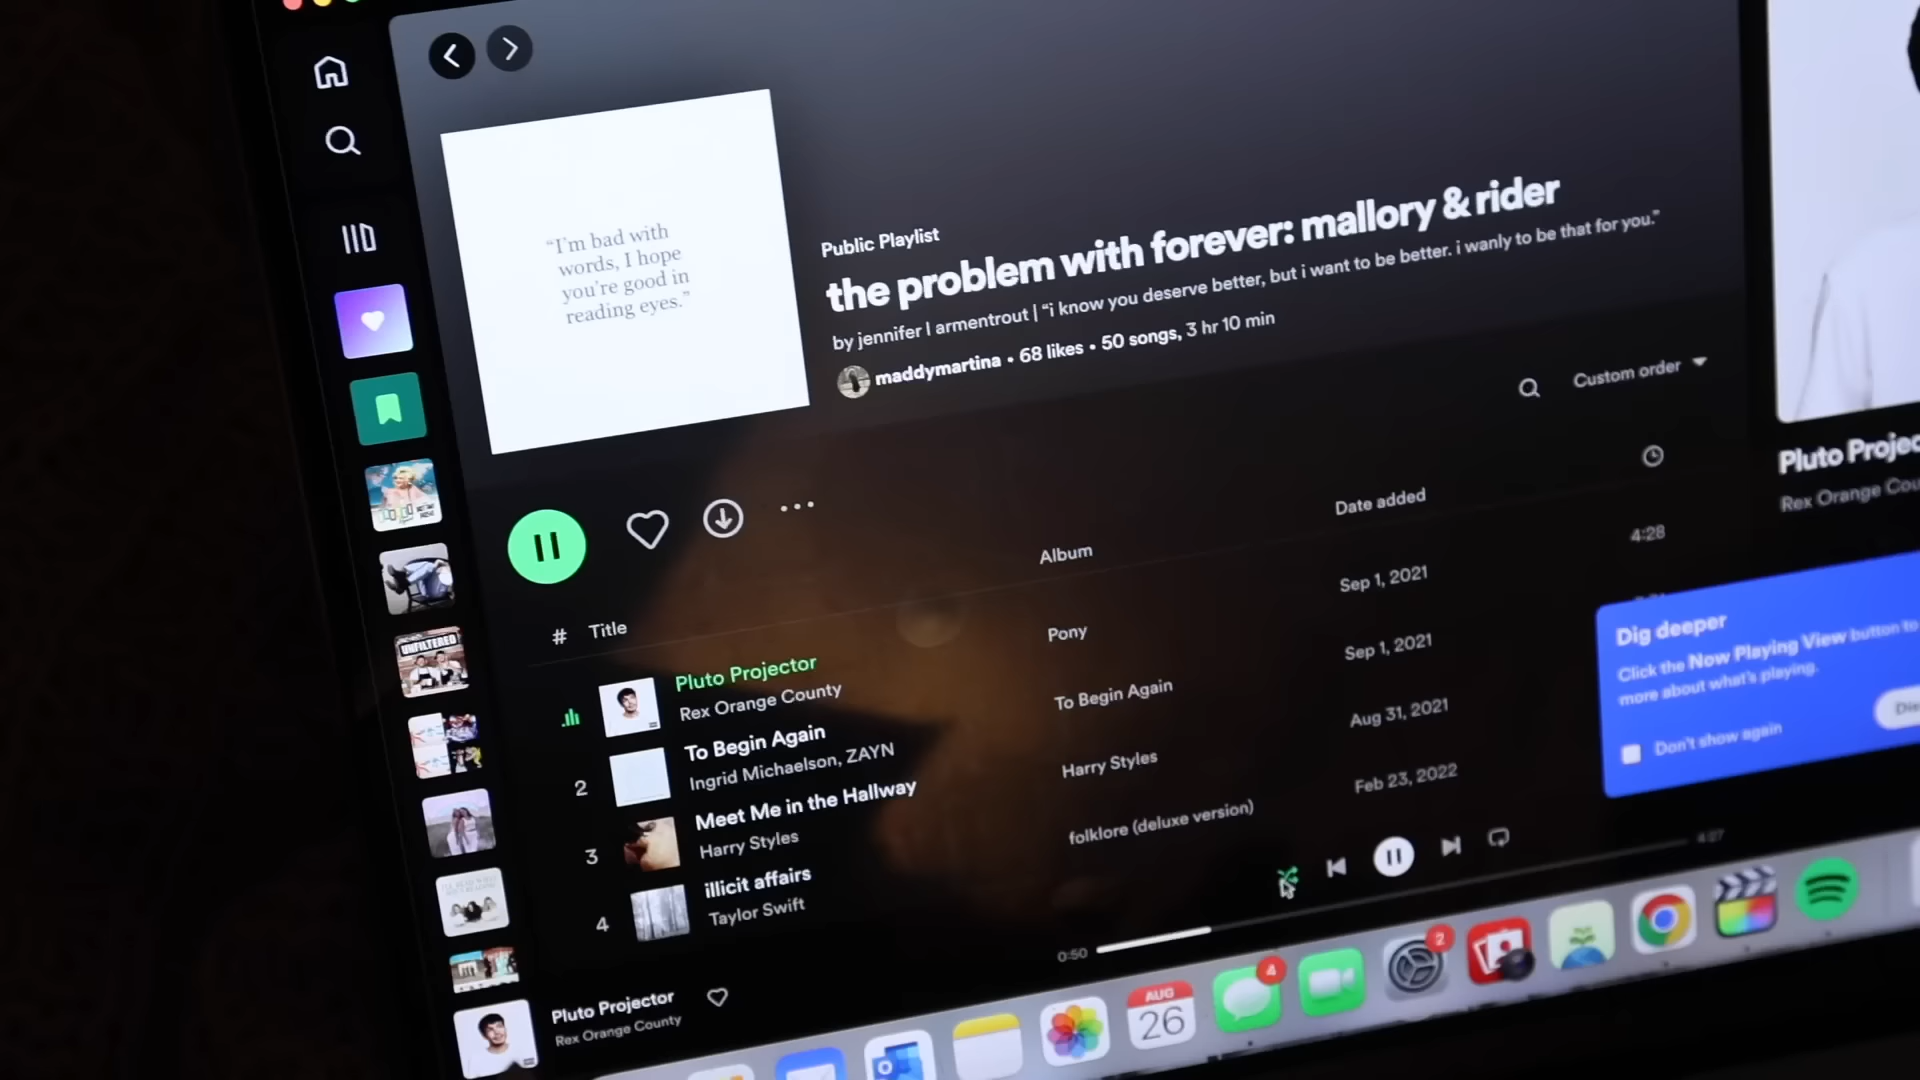 “I’m bad with
words, I hope
you’re good in
reading eyes.”
Public Playlist
the problem with forever: mallory & rider
by jennifer l armentrout | “i know you deserve better, but i want to be better. i wanly to be that for you.”
maddymartina • 68 likes • 50 songs, 3 hr 10 min
Custom order
# Title
Album
Date added
Pluto Projector
Rex Orange County
Pony
Sep 1, 2021
4:28
2
To Begin Again
Ingrid Michaelson, ZAYN
To Begin Again
Sep 1, 2021
3
Meet Me in the Hallway
Harry Styles
Harry Styles
Aug 31, 2021
4
illicit affairs
Taylor Swift
folklore (deluxe version)
Feb 23, 2022
Pluto
Rex Orange
Dig deeper
Click the Now Playing View button to
more about what’s playing.
Don’t show again
UNFILTERED
0:50
4:27
Pluto Projector
Rex Orange County
AUG
26
4
2